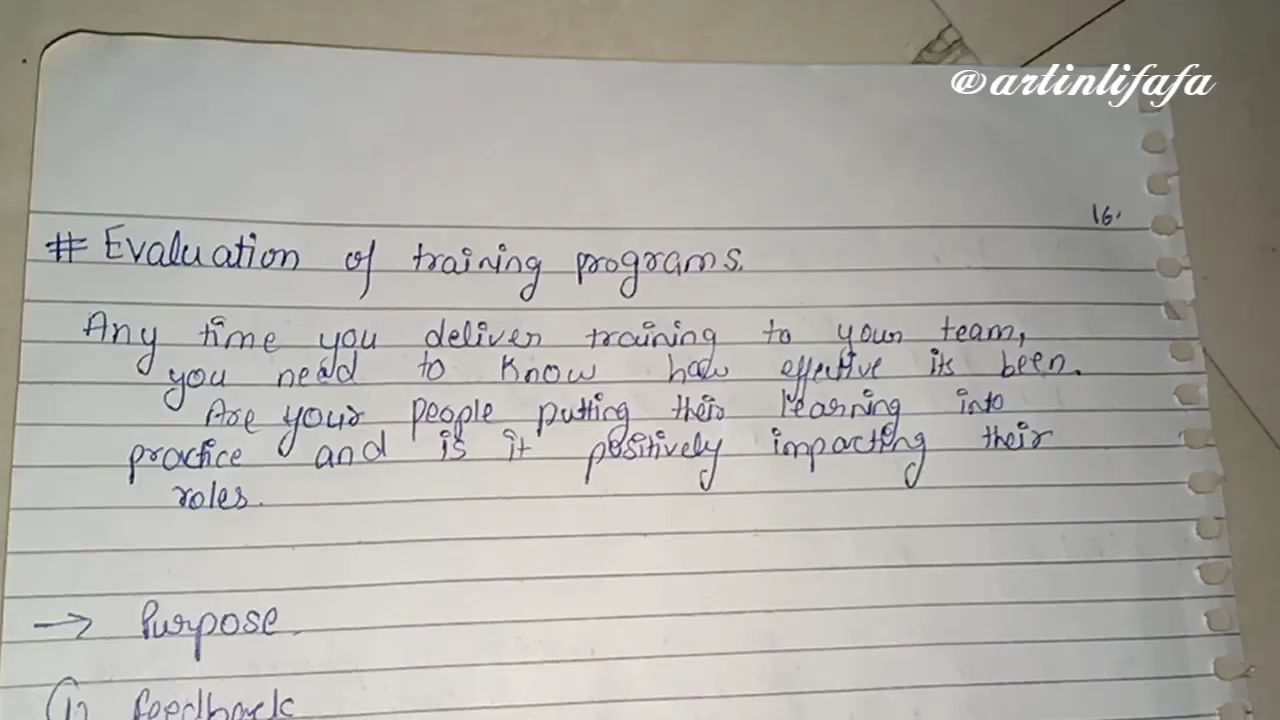 @artinlifafa
16.
# Evaluation of training programs.
Any time you deliver training to your team,
you need to know how effective its been.
Are your people putting their learning into
practice and is it positively impacting their
roles.
→ Purpose.
(1) feedback